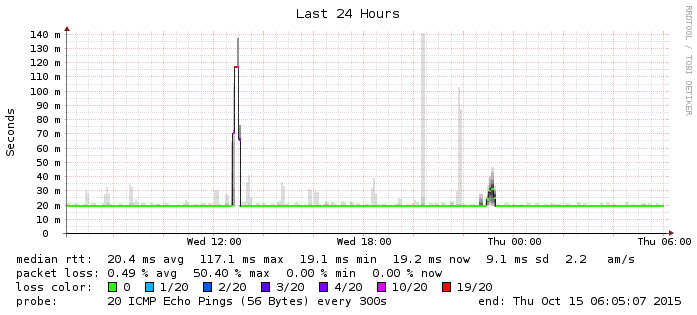 Last 24 Hours
RRDTOOL / TOBI OETIKER
Seconds
140 m
130 m
120 m
110 m
100 m
90 m
80 m
70 m
60 m
50 m
40 m
30 m
20 m
10 m
0
Wed 12:00 Wed 18:00 Thu 00:00 Thu 06:00
median rtt: 20.4 ms avg 117.1 ms max 19.1 ms min 19.2 ms now 9.1 ms sd 2.2 am/s
packet loss: 0.49 % avg 50.40 % max 0.00 % min 0.00 % now
loss color: 0 1/20 2/20 3/20 4/20 10/20 19/20
probe: 20 ICMP Echo Pings (56 Bytes) every 300s end: Thu Oct 15 06:05:07 2015